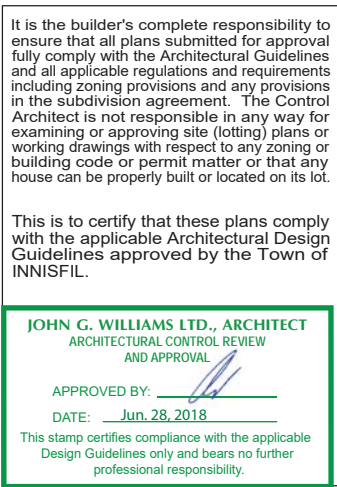 It is the builder's complete responsibility to
ensure that all plans submitted for approval
fully comply with the Architectural Guidelines
and all applicable regulations and requirements
including zoning provisions and any provisions
in the subdivision agreement. The Control
Architect is not responsible in any way for
examining or approving site (lotting) plans or
working drawings with respect to any zoning or
building code or permit matter or that any
house can be properly built or located on its lot.
This is to certify that these plans comply
with the applicable Architectural Design
Guidelines approved by the Town of
INNISFIL.
JOHN G. WILLIAMS LTD., ARCHITECT
ARCHITECTURAL CONTROL REVIEW
AND APPROVAL
APPROVED BY:
DATE: Jun. 28, 2018
This stamp certifies compliance with the applicable
Design Guidelines only and bears no further
professional responsibility.